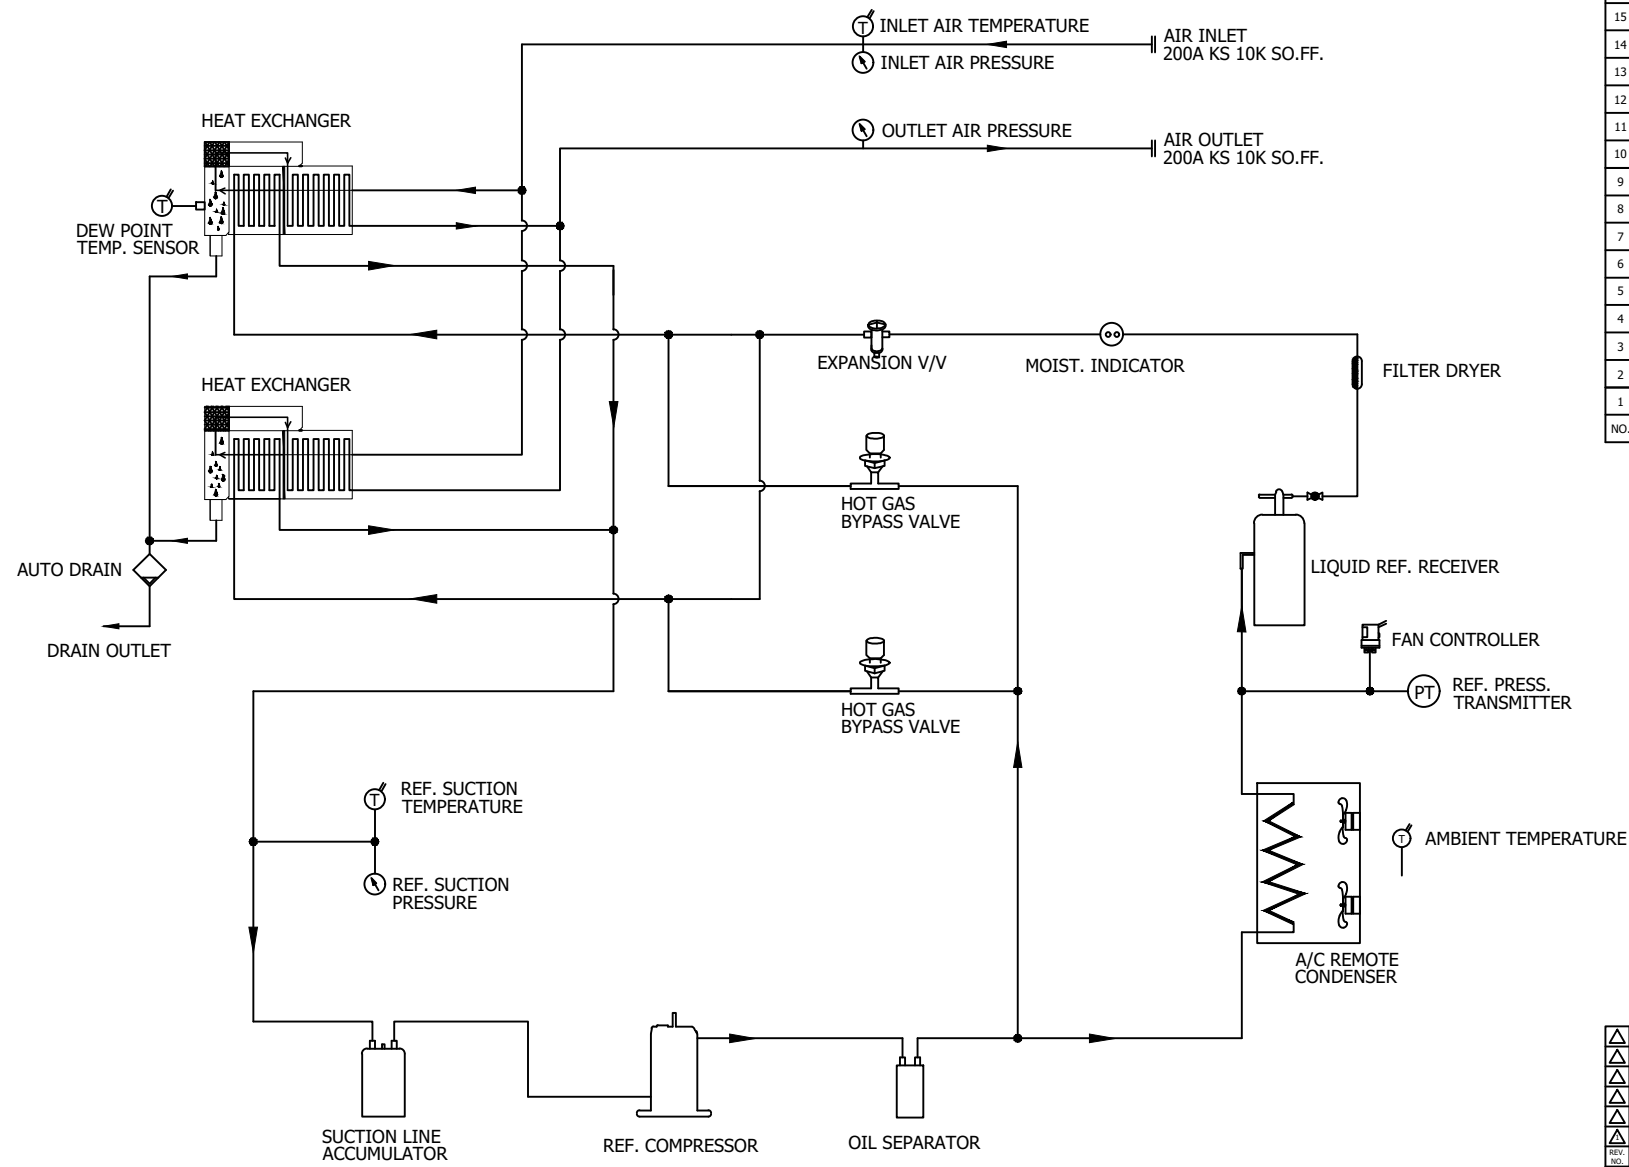 INLET AIR TEMPERATURE
T
AIR INLET
200A KS 10K SO.FF.
INLET AIR PRESSURE
OUTLET AIR PRESSURE
AIR OUTLET
200A KS 10K SO.FF.
HEAT EXCHANGER
T
DEW POINT
TEMP. SENSOR
EXPANSION V/V
MOIST. INDICATOR
FILTER DRYER
HEAT EXCHANGER
HOT GAS
BYPASS VALVE
AUTO DRAIN
LIQUID REF. RECEIVER
DRAIN OUTLET
FAN CONTROLLER
HOT GAS
BYPASS VALVE
PT
REF. PRESS.
TRANSMITTER
T
REF. SUCTION
TEMPERATURE
T
AMBIENT TEMPERATURE
REF. SUCTION
PRESSURE
A/C REMOTE
CONDENSER
SUCTION LINE
ACCUMULATOR
REF. COMPRESSOR
OIL SEPARATOR
15
14
13
12
11
10
9
8
7
6
5
4
3
2
1
NO.
REV.
NO.